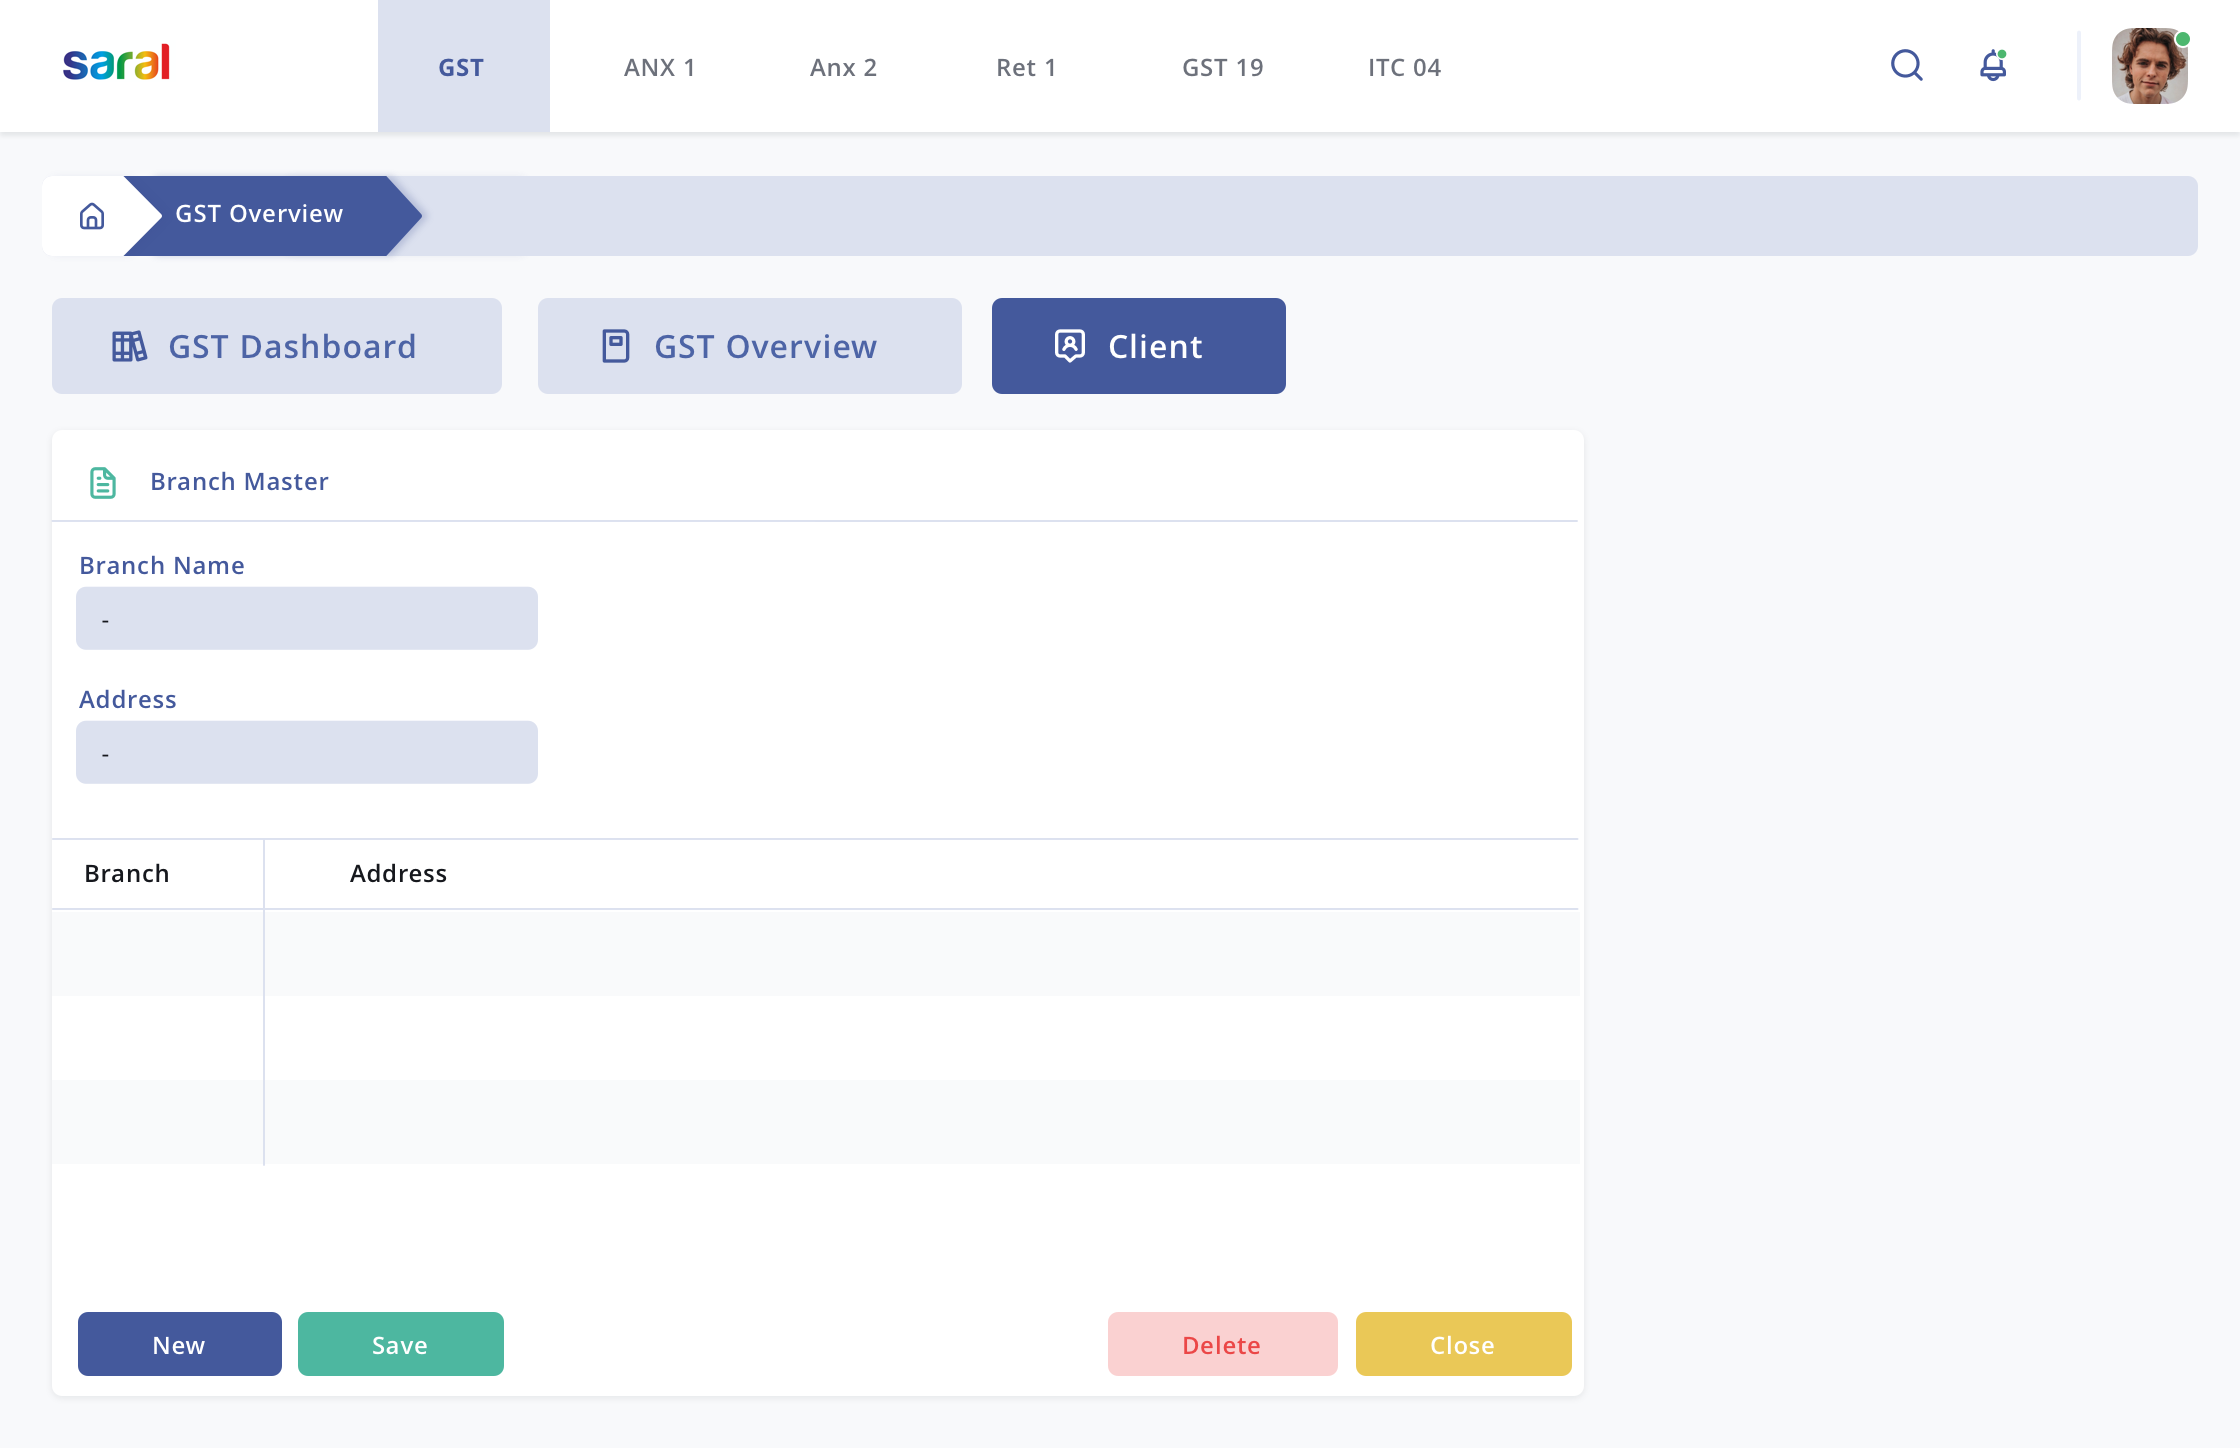 saral
GST
ANX 1
Anx 2
Ret 1
GST 19
ITC 04
GST Overview
GST Dashboard
GST Overview
Client
Branch Master
Branch Name
-
Address
-
Branch
Address
New
Save
Delete
Close